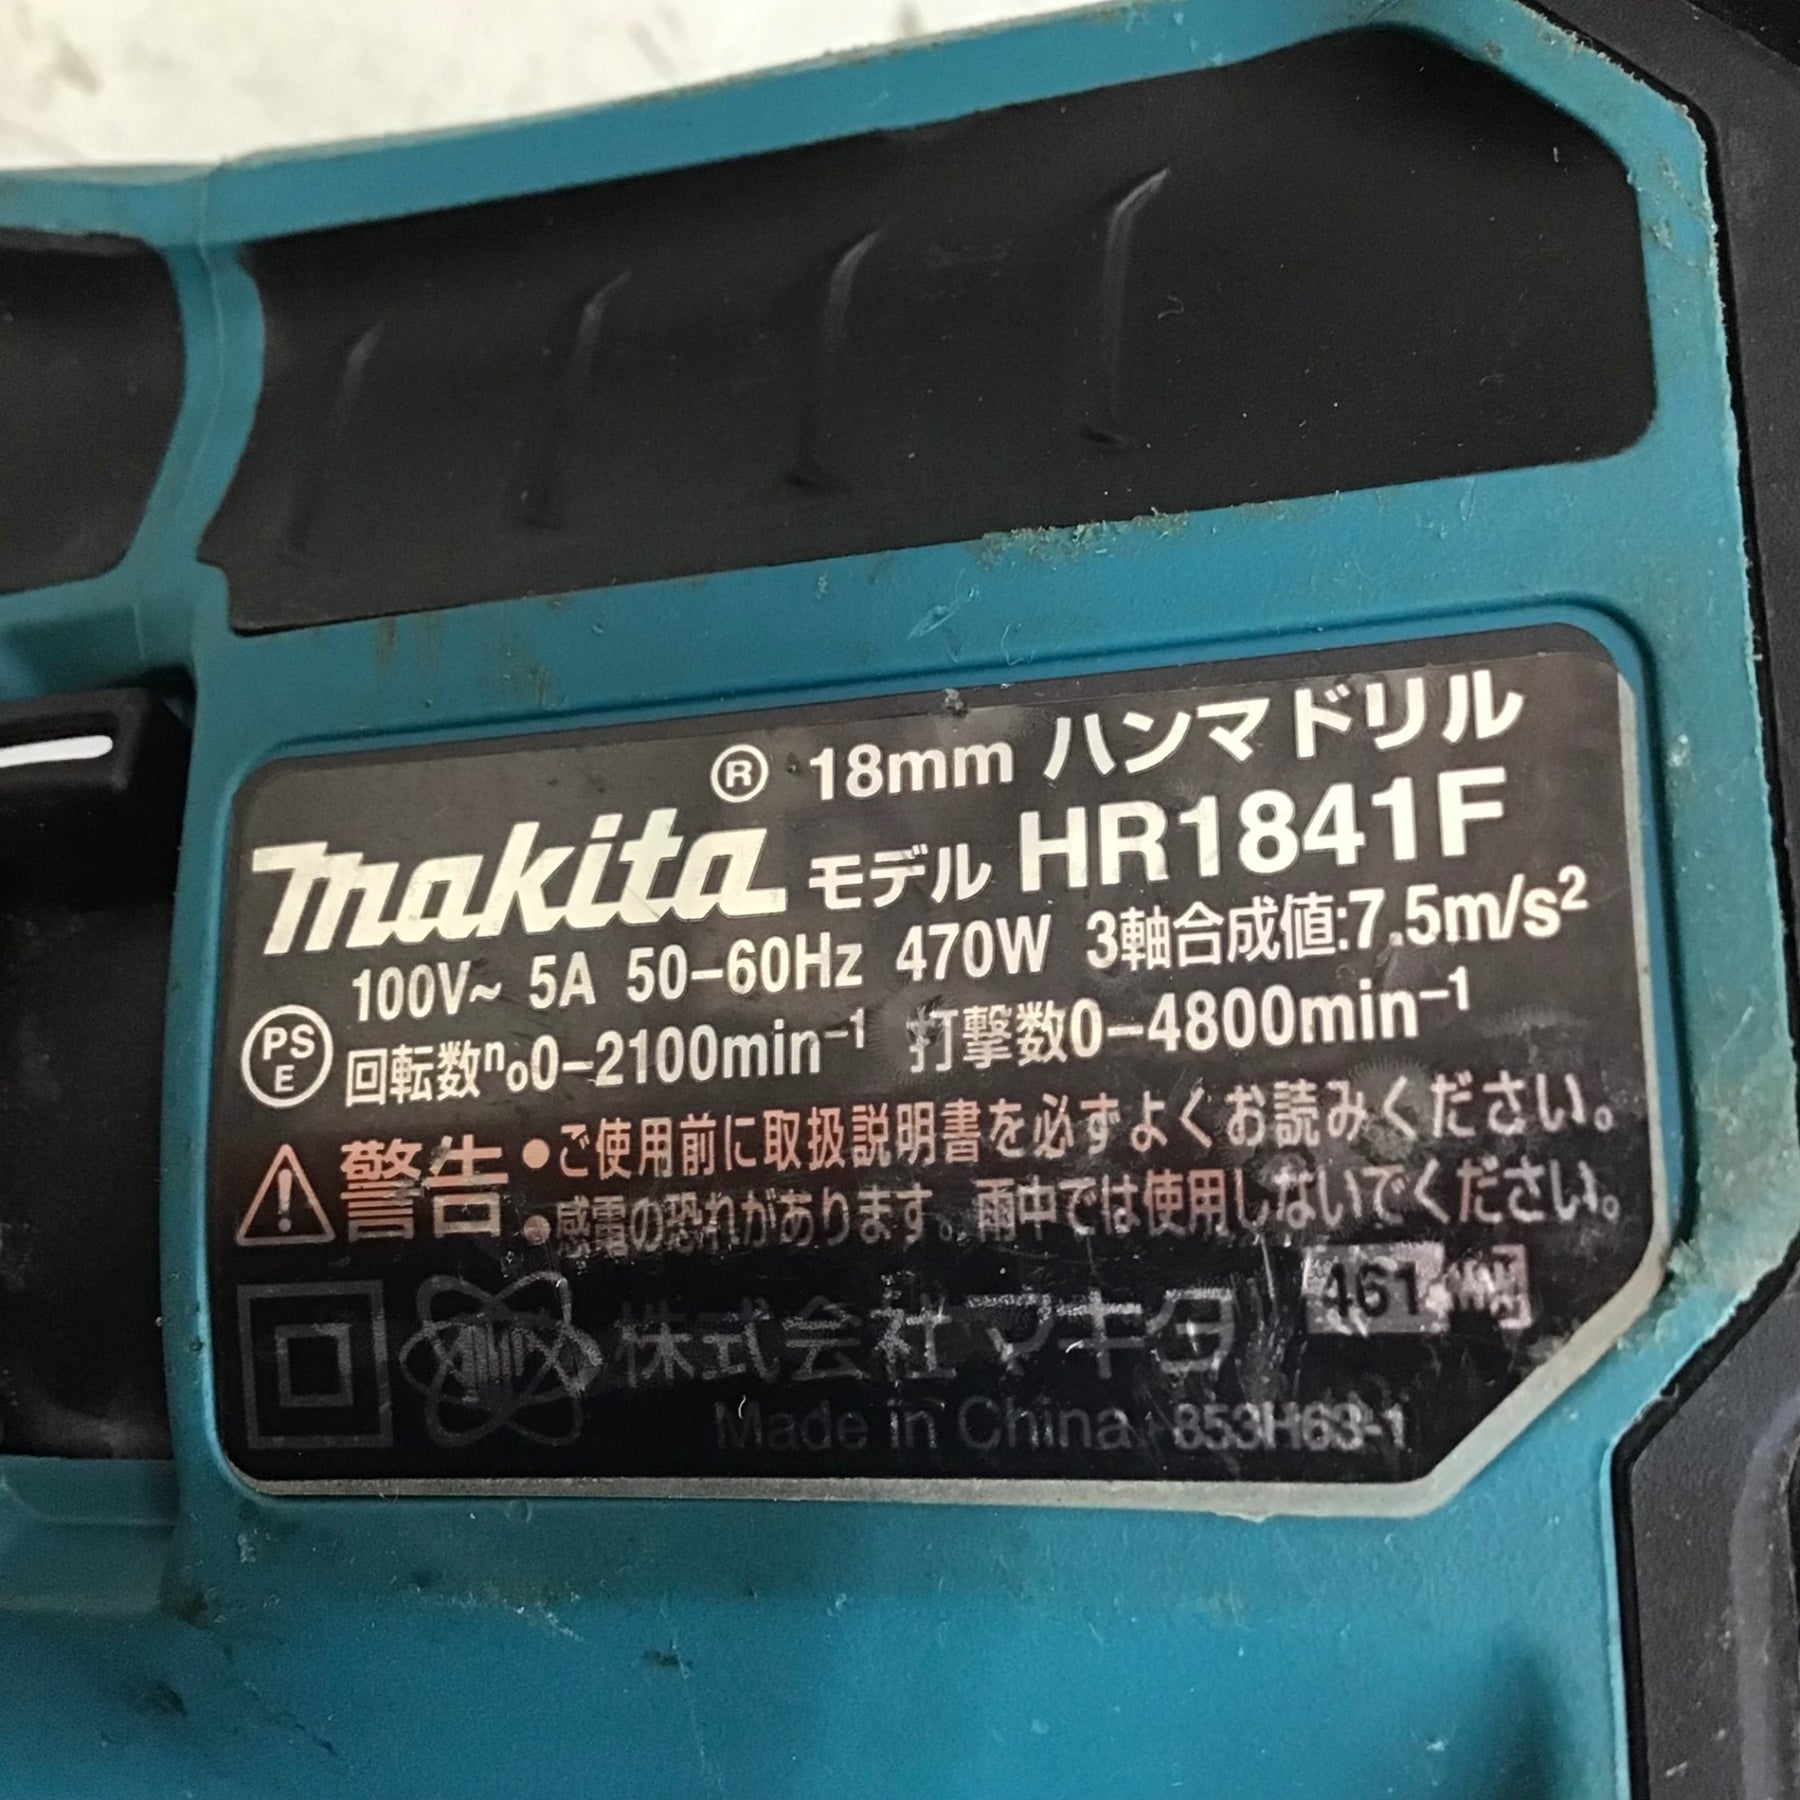 ® 18mm ハンマドリル
makita モデル HR1841F
100V~ 5A 50-60Hz 470W 3軸合成値:7.5m/s²
PSE 回転数n₀0-2100min⁻¹ 打撃数0-4800min⁻¹
⚠警告 •ご使用前に取扱説明書を必ずよくお読みください。
•感電の恐れがあります。雨中では使用しないでください。
461
株式会社マキタ
Made in China 853H63-1